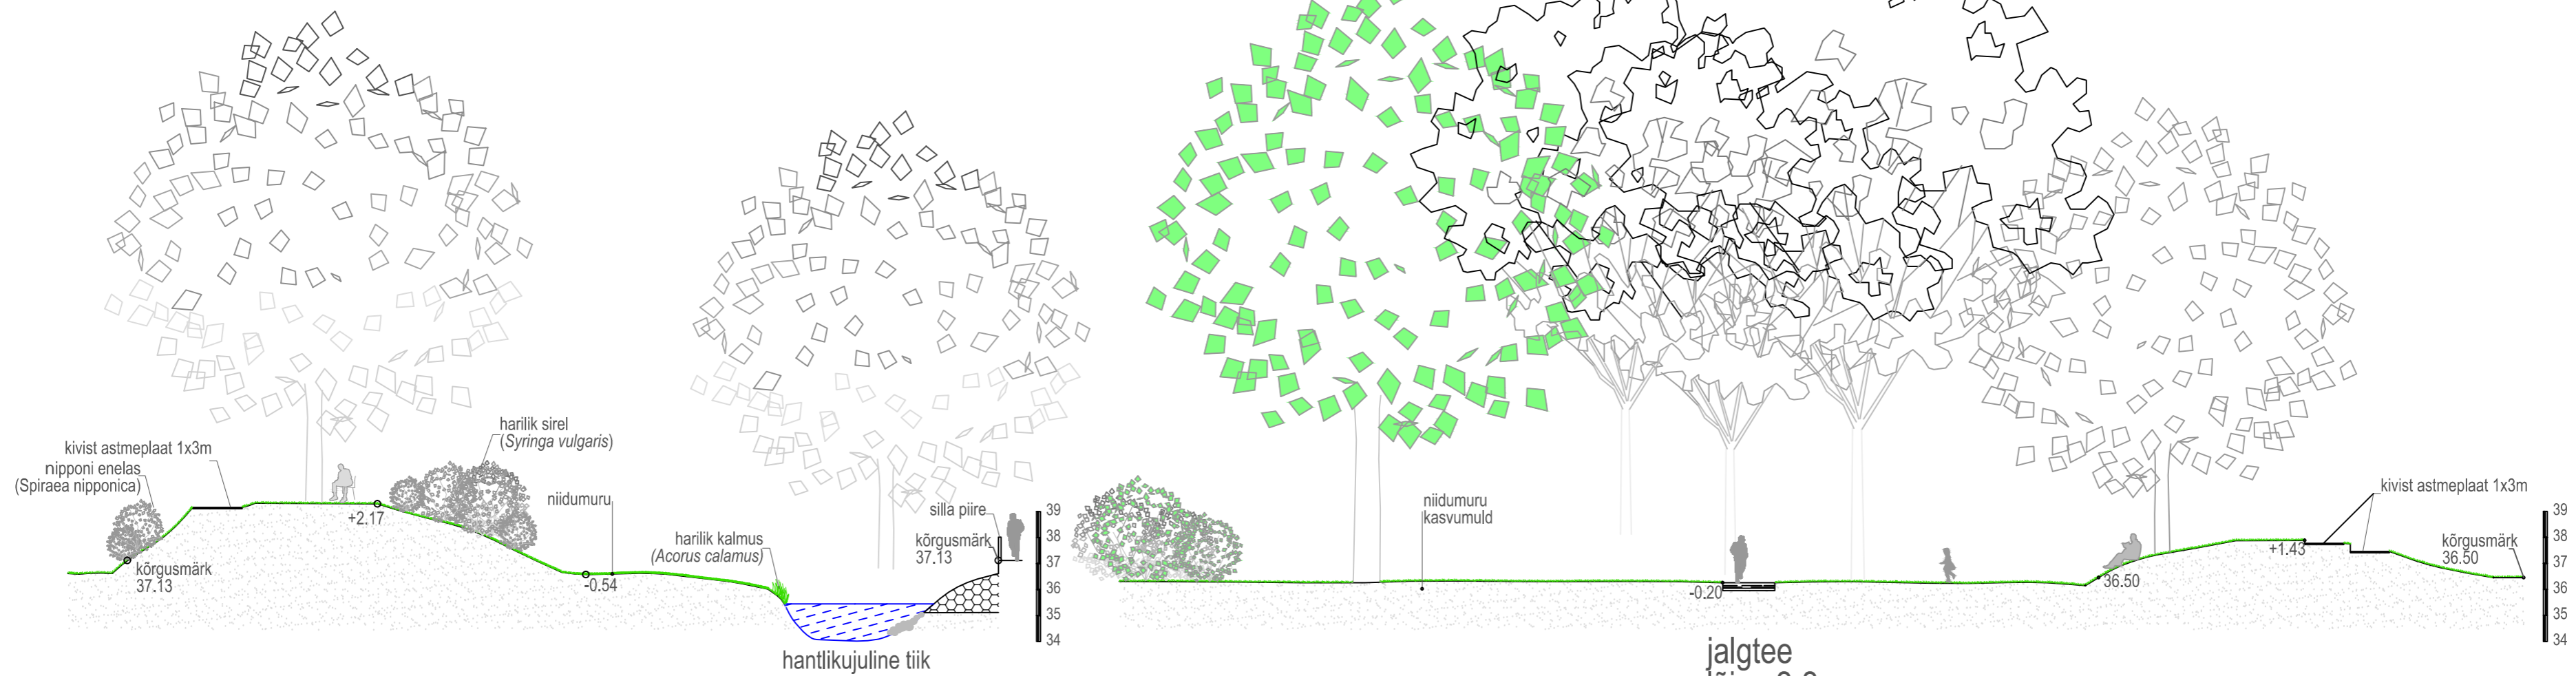 kivist astmeplaat 1x3m
nipponi enelas
(Spiraea nipponica)
kõrgusmärk
37.13
+2.17
harilik sirel
(Syringa vulgaris)
niidumuru
-0.54
harilik kalmus
(Acorus calamus)
hantlikujuline tiik
silla piire
kõrgusmärk
37.13
39
38
37
36
35
34
niidumuru
kasvumuld
-0.20
jalgtee
36.50
+1.43
kivist astmeplaat 1x3m
kõrgusmärk
36.50
39
38
37
36
35
34